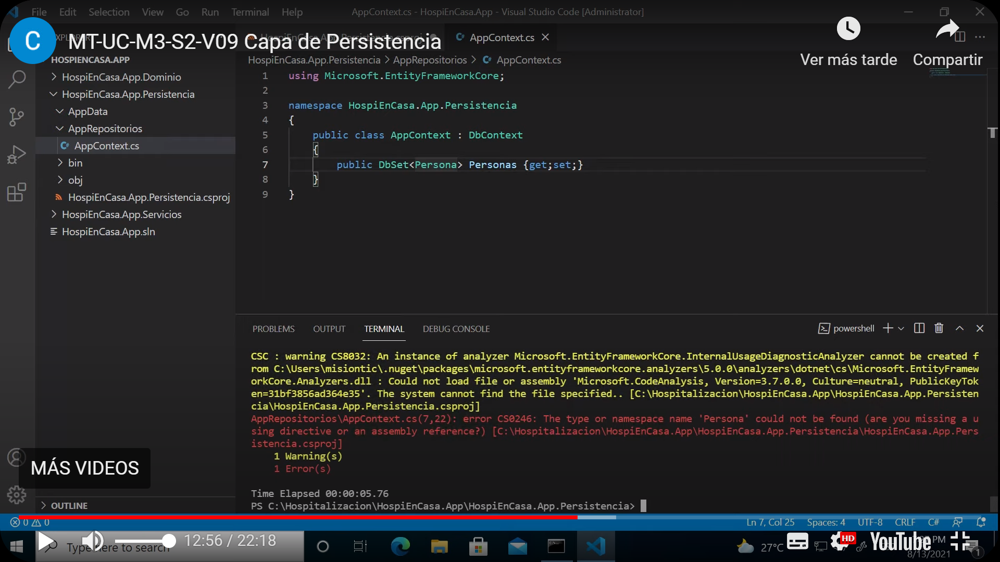 File Edit Selection View Go Run Terminal Help
AppContext.cs - HospiEnCasa.App - Visual Studio Code [Administrator]
C
MT-UC-M3-S2-V09 Capa de Persistencia
AppContext.cs
Ver más tarde
Compartir
HOSPIENCASA.APP
HospiEnCasa.App.Dominio
HospiEnCasa.App.Persistencia
AppData
AppRepositorios
AppContext.cs
bin
obj
HospiEnCasa.App.Persistencia.csproj
HospiEnCasa.App.Servicios
HospiEnCasa.App.sln
HospiEnCasa.App.Persistencia > AppRepositorios > AppContext.cs
1 using Microsoft.EntityFrameworkCore;
2
3 namespace HospiEnCasa.App.Persistencia
4 {
5 public class AppContext : DbContext
6 {
7 public DbSet<Persona> Personas {get;set;}
8 }
9 }
PROBLEMS OUTPUT TERMINAL DEBUG CONSOLE
powershell
CSC : warning CS8032: An instance of analyzer Microsoft.EntityFrameworkCore.InternalUsageDiagnosticAnalyzer cannot be created f
rom C:\Users\misiontic\.nuget\packages\microsoft.entityframeworkcore.analyzers\5.0.0\analyzers\dotnet\cs\Microsoft.EntityFramew
orkCore.Analyzers.dll : Could not load file or assembly 'Microsoft.CodeAnalysis, Version=3.7.0.0, Culture=neutral, PublicKeyTok
en=31bf3856ad364e35'. The system cannot find the file specified.. [C:\Hospitalizacion\HospiEnCasa.App\HospiEnCasa.App.Persisten
cia\HospiEnCasa.App.Persistencia.csproj]
AppRepositorios\AppContext.cs(7,22): error CS0246: The type or namespace name 'Persona' could not be found (are you missing a u
sing directive or an assembly reference?) [C:\Hospitalizacion\HospiEnCasa.App\HospiEnCasa.App.Persistencia\HospiEnCasa.App.Pers
istencia.csproj]
1 Warning(s)
1 Error(s)
Time Elapsed 00:00:05.76
PS C:\Hospitalizacion\HospiEnCasa.App\HospiEnCasa.App.Persistencia>
MÁS VIDEOS
OUTLINE
0 0
Ln 7, Col 25 Spaces: 4 UTF-8 CRLF C#
12:56 / 22:18
Type here to search
27°C
HD
YouTube
PM
8/13/2021
1